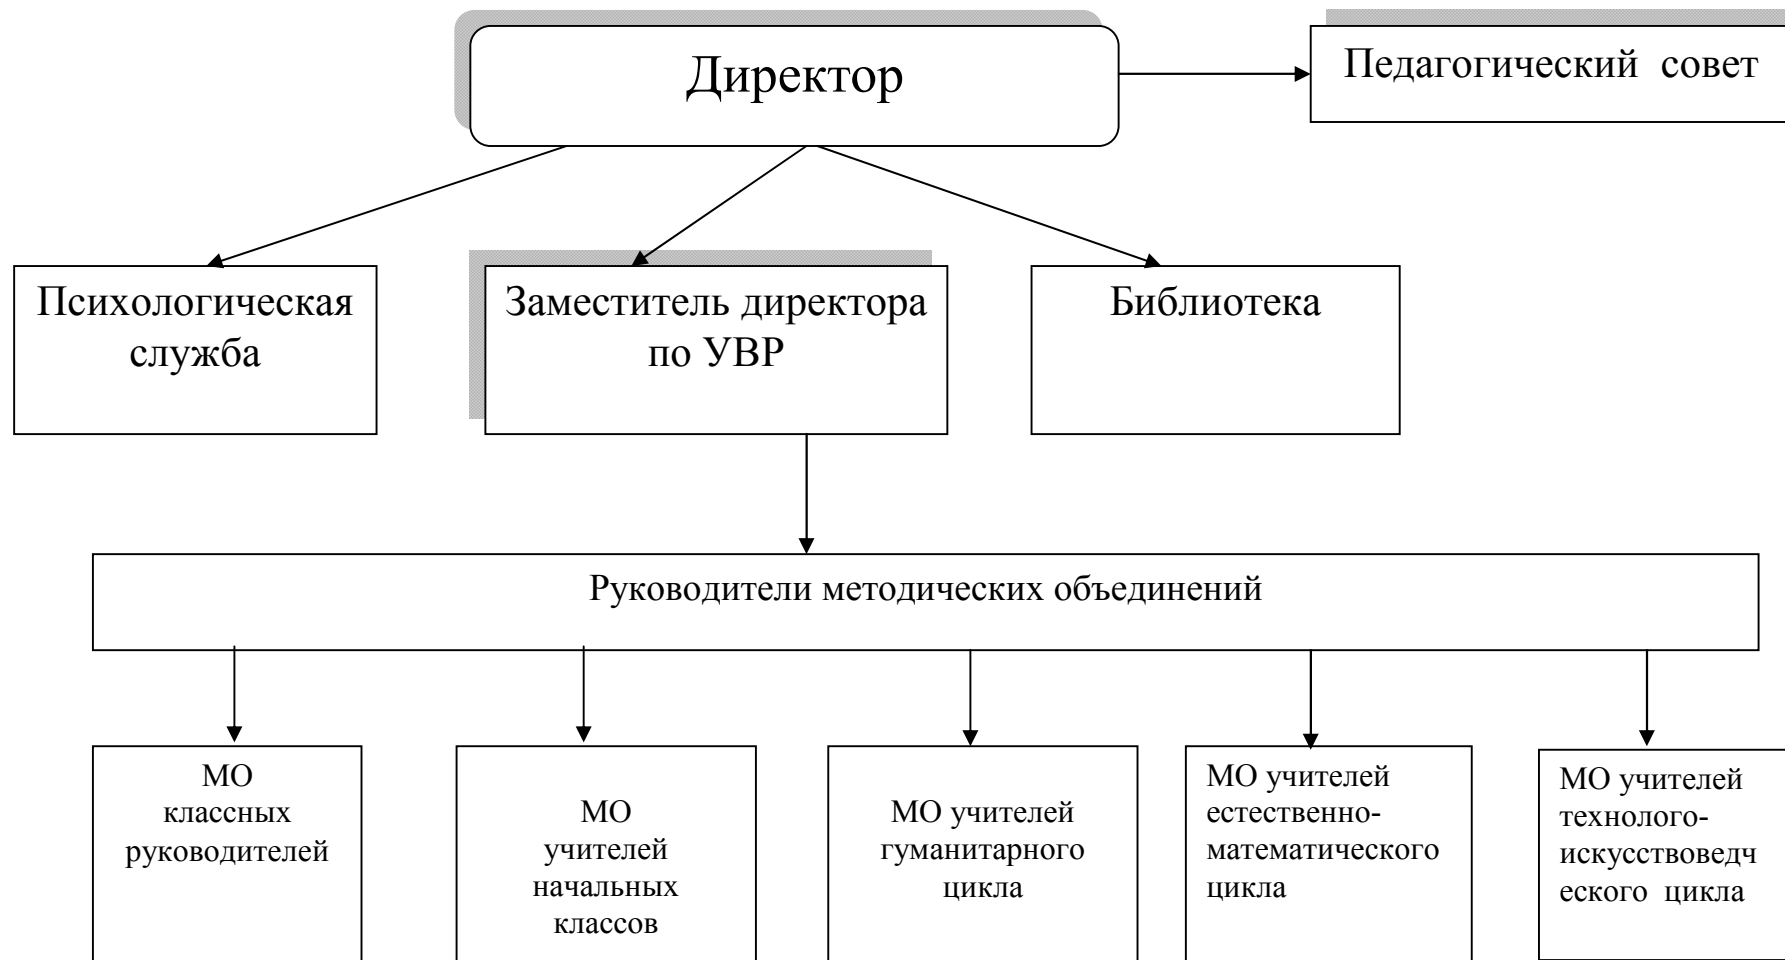 Директор
Педагогический совет
Психологическая
служба
Заместитель директора
по УВР
Библиотека
Руководители методических объединений
МО
классных
руководителей
МО
учителей
начальных
классов
МО учителей
гуманитарного
цикла
МО учителей
естественно-
математического
цикла
МО учителей
технолого-
искусствоведч
еского цикла